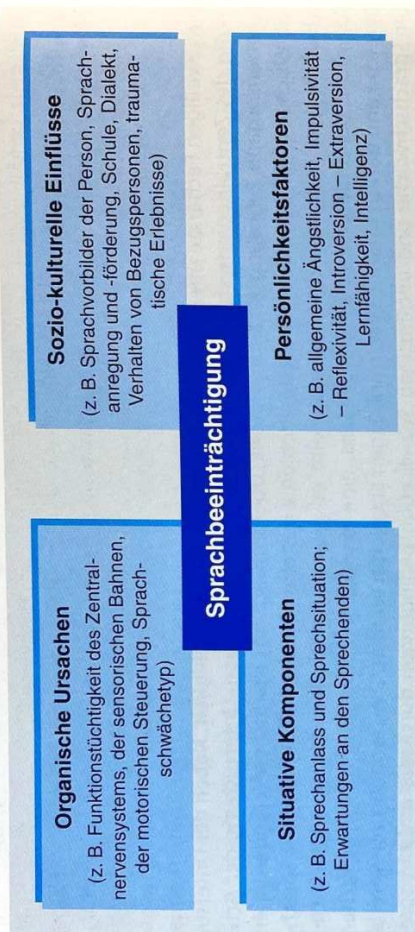 Organische Ursachen
(z. B. Funktionstüchtigkeit des Zentral-
nervensystems, der sensorischen Bahnen,
der motorischen Steuerung, Sprach-
schwächetyp)
Sozio-kulturelle Einflüsse
(z. B. Sprachvorbilder der Person, Sprach-
anregung und -förderung, Schule, Dialekt,
Verhalten von Bezugspersonen, trauma-
tische Erlebnisse)
Sprachbeeinträchtigung
Situative Komponenten
(z. B. Sprechanlass und Sprechsituation;
Erwartungen an den Sprechenden)
Persönlichkeitsfaktoren
(z. B. allgemeine Ängstlichkeit, Impulsivität
– Reflexivität, Introversion – Extraversion,
Lernfähigkeit, Intelligenz)